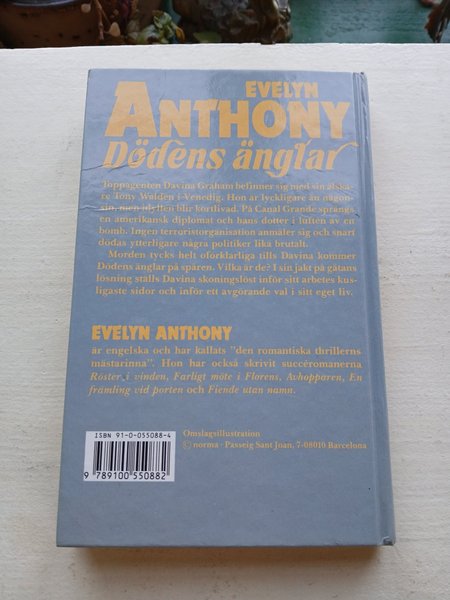 EVELYN
ANTHONY
Dödens änglar
Toppagenten Davina Graham befinner sig med sin älska-
re Tony Walden i Venedig. Hon är lyckligare än någon-
sin, men idyllen blir kortlivad. På Canal Grande sprängs
en amerikansk diplomat och hans dotter i luften av en
bomb. Ingen terroristorganisation anmäler sig och snart
dödas ytterligare några politiker lika brutalt.
Morden tycks helt oförklarliga tills Davina kommer
Dödens änglar på spåren. Vilka är de? I sin jakt på gåtans
lösning ställs Davina skoningslöst inför sitt arbetes kus-
ligaste sidor och inför ett avgörande val i sitt eget liv.
EVELYN ANTHONY
är engelska och har kallats "den romantiska thrillerns
mästarinna". Hon har också skrivit succéromanerna
Röster i vinden, Farligt möte i Florens, Avhopparen, En
främling vid porten och Fiende utan namn.
ISBN 91-0-055088-4
9 789100 550882
Omslagsillustration
© norma · Passeig Sant Joan, 7-08010 Barcelona